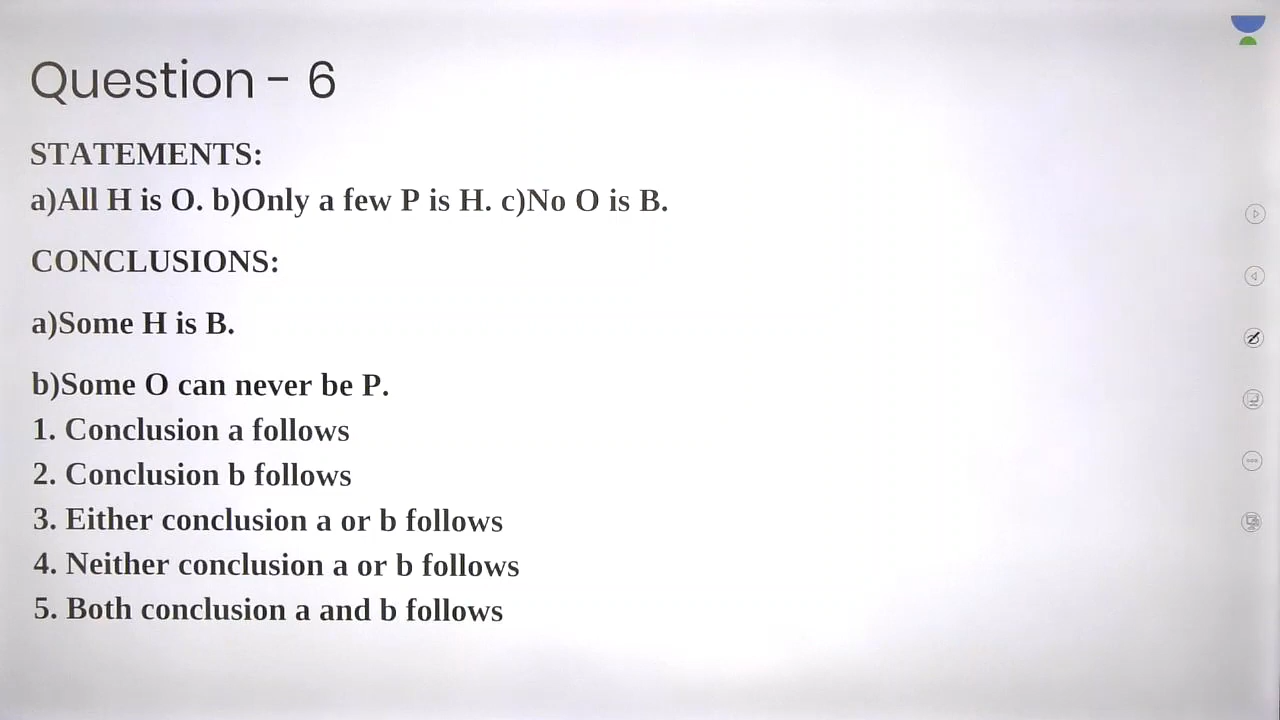 Question - 6
STATEMENTS:
a)All H is O. b)Only a few P is H. c)No O is B.
CONCLUSIONS:
a)Some H is B.
b)Some O can never be P.
1. Conclusion a follows
2. Conclusion b follows
3. Either conclusion a or b follows
4. Neither conclusion a or b follows
5. Both conclusion a and b follows